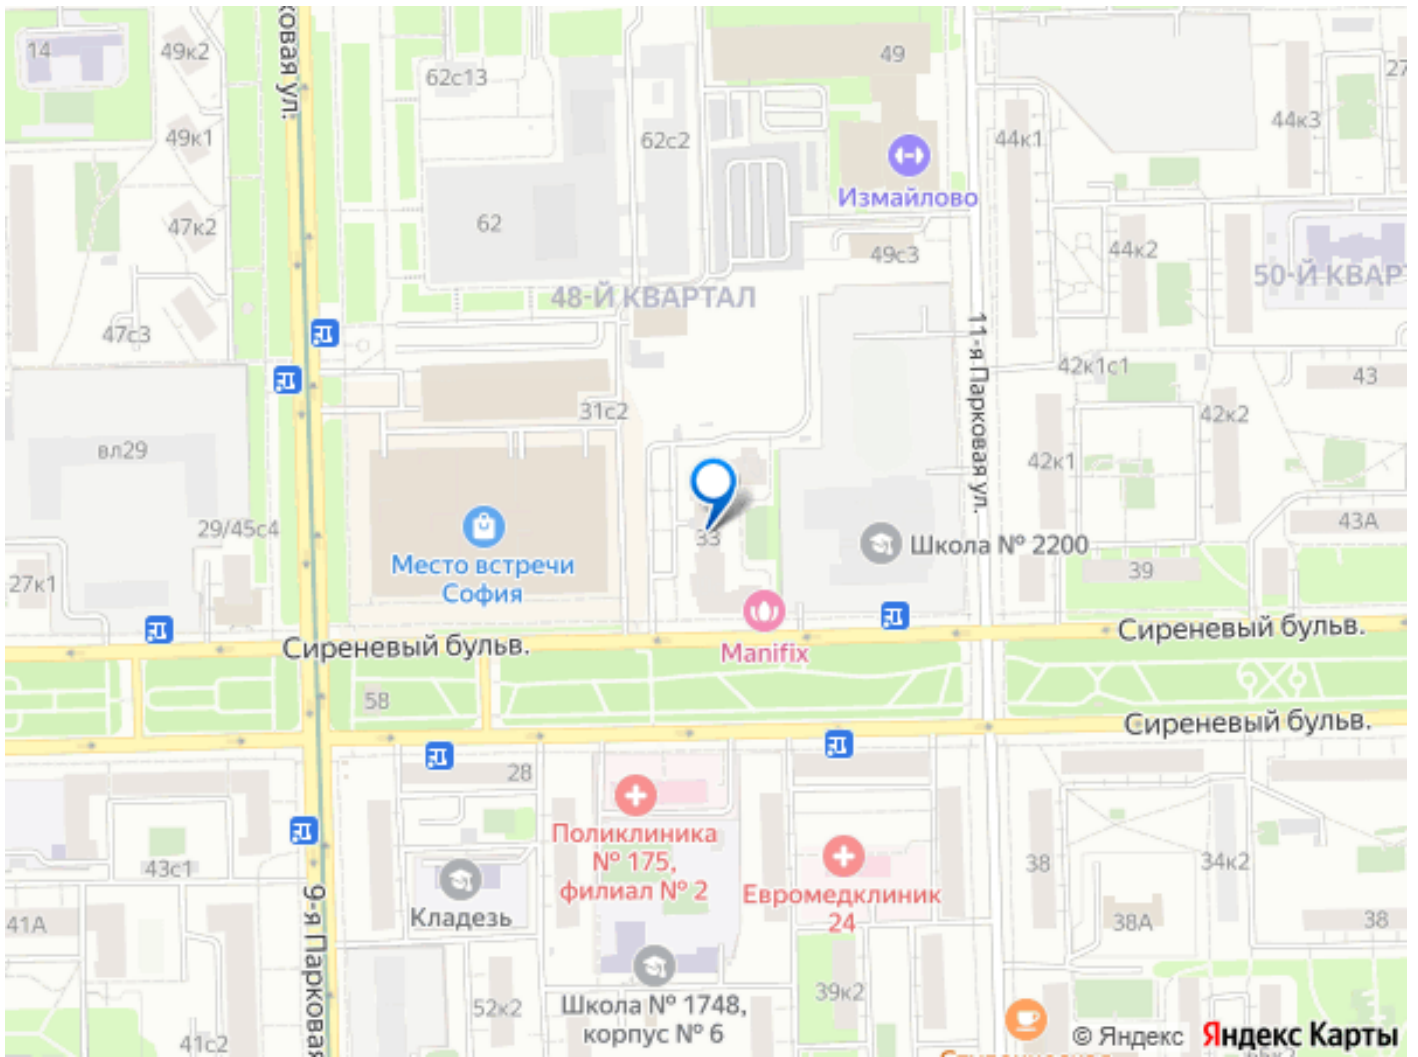 14
49к2
ковая ул.
62с13
49
27
49к1
62с2
44к1
44к3
Измайлово
47к2
62
49с3
44к2
48-Й КВАРТАЛ
50-Й КВАРТ
47с3
11-я Парковая ул.
42к1с1
43
31с2
42к2
вл29
42к1
29/45с4
33
43А
Место встречи
София
Школа № 2200
27к1
39
Сиреневый бульв.
Manifix
Сиреневый бульв.
58
Сиреневый бульв.
28
Поликлиника
№ 175,
филиал № 2
43с1
Евромедклиник
24
38
34к2
9-я Парковая
41А
Кладезь
38А
38
39к2
52к2
Школа № 1748,
корпус № 6
41с2
© Яндекс
Яндекс Карты